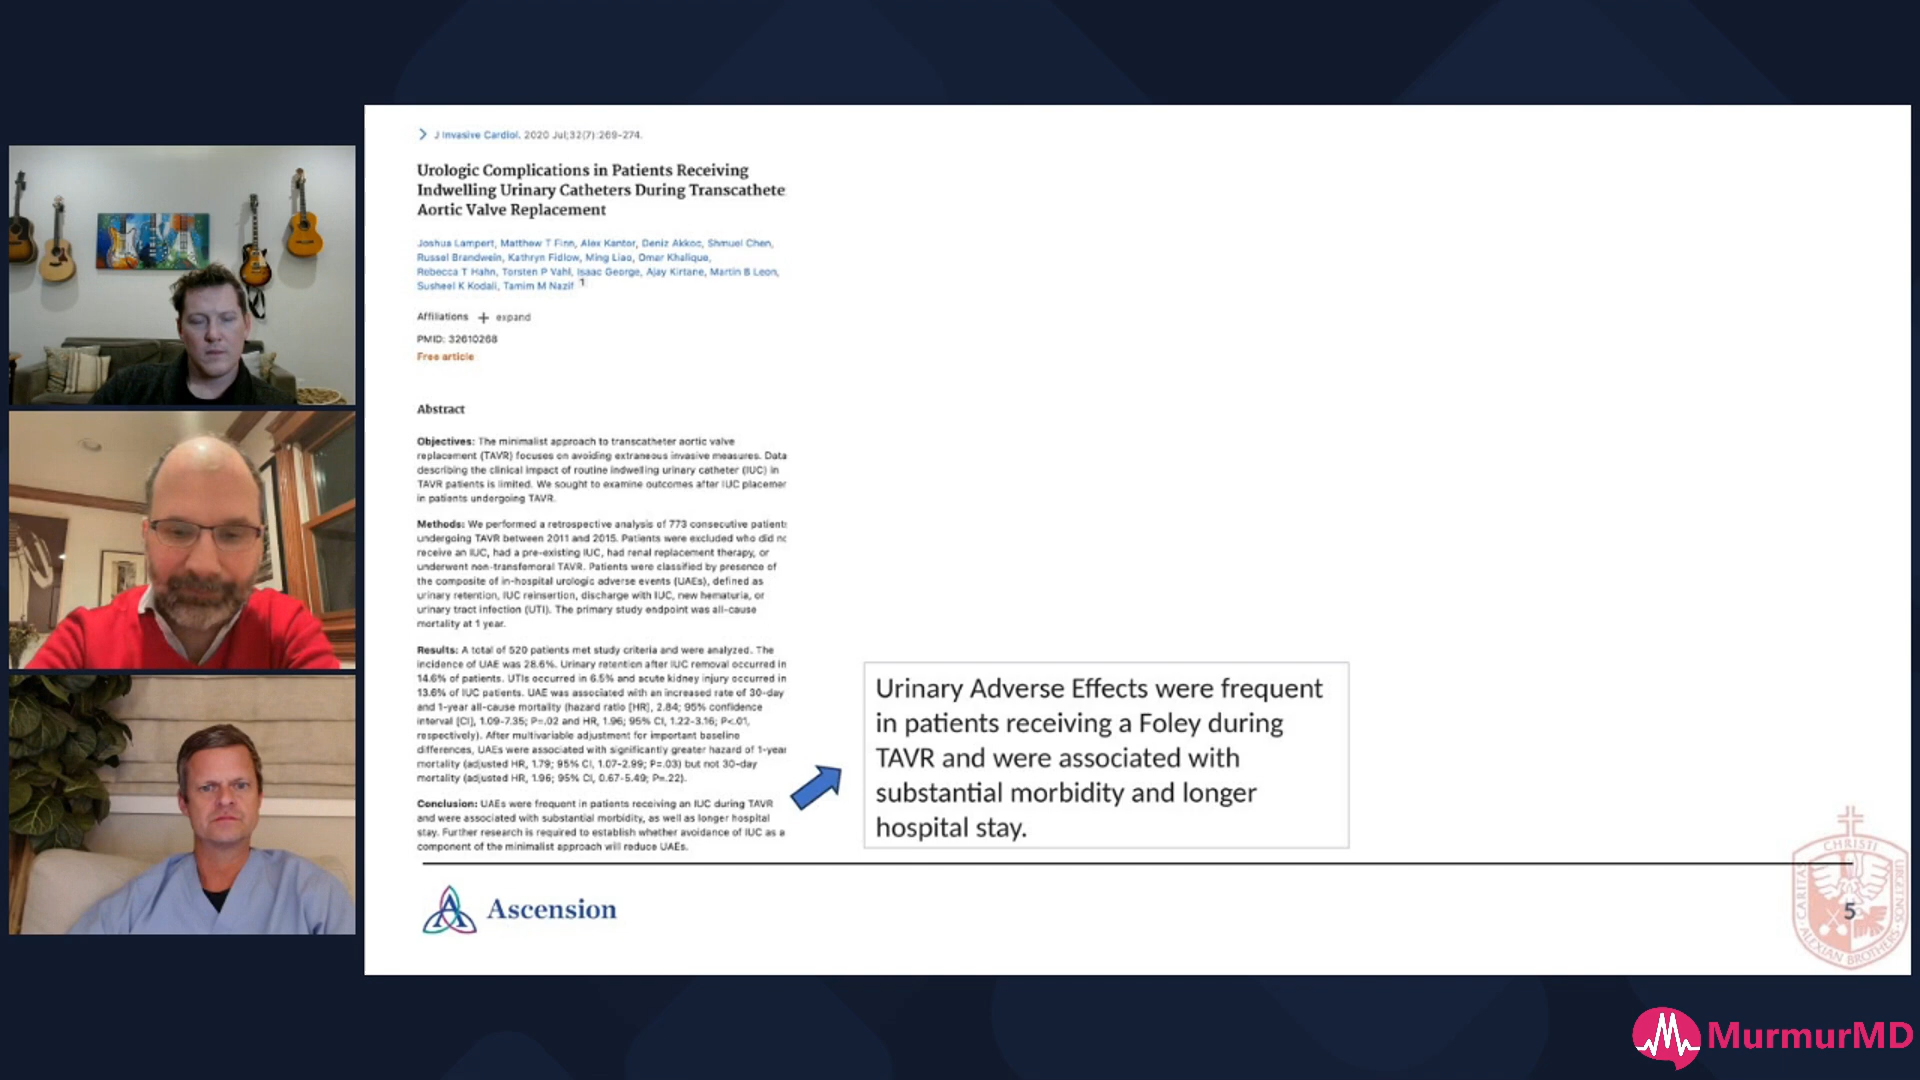 J Invasive Cardiol. 2020 Jul;32(7):269-274.
Urologic Complications in Patients Receiving
Indwelling Urinary Catheters During Transcathete
Aortic Valve Replacement
Joshua Lampert, Matthew T Finn, Alex Kantor, Deniz Akkoc, Shmuel Chen,
Russel Brandwein, Kathryn Fidlow, Ming Liao, Omar Khalique,
Rebecca T Hahn, Torsten P Vahl, Isaac George, Ajay Kirtane, Martin B Leon,
Susheel K Kodali, Tamim M Nazif 1
Affiliations + expand
PMID: 32610268
Free article
Abstract
Objectives: The minimalist approach to transcatheter aortic valve
replacement (TAVR) focuses on avoiding extraneous invasive measures. Data
describing the clinical impact of routine indwelling urinary catheter (IUC) in
TAVR patients is limited. We sought to examine outcomes after IUC placemer
in patients undergoing TAVR.
Methods: We performed a retrospective analysis of 773 consecutive patients
undergoing TAVR between 2011 and 2015. Patients were excluded who did no
receive an IUC, had a pre-existing IUC, had renal replacement therapy, or
underwent non-transfemoral TAVR. Patients were classified by presence of
the composite of in-hospital urologic adverse events (UAEs), defined as
urinary retention, IUC reinsertion, discharge with IUC, new hematuria, or
urinary tract infection (UTI). The primary study endpoint was all-cause
mortality at 1 year.
Results: A total of 520 patients met study criteria and were analyzed. The
incidence of UAE was 28.6%. Urinary retention after IUC removal occurred in
14.6% of patients. UTIs occurred in 6.5% and acute kidney injury occurred in
13.6% of IUC patients. UAE was associated with an increased rate of 30-day
and 1-year all-cause mortality (hazard ratio [HR], 2.84; 95% confidence
interval [CI], 1.09-7.35; P=.02 and HR, 1.96; 95% CI, 1.22-3.16; P<.01,
respectively). After multivariable adjustment for important baseline
differences, UAEs were associated with significantly greater hazard of 1-year
mortality (adjusted HR, 1.79; 95% CI, 1.07-2.99; P=.03) but not 30-day
mortality (adjusted HR, 1.96; 95% CI, 0.67-5.49; P=.22).
Conclusion: UAEs were frequent in patients receiving an IUC during TAVR
and were associated with substantial morbidity, as well as longer hospital
stay. Further research is required to establish whether avoidance of IUC as a
component of the minimalist approach will reduce UAEs.
Urinary Adverse Effects were frequent
in patients receiving a Foley during
TAVR and were associated with
substantial morbidity and longer
hospital stay.
Ascension
CHRISTI
CARITAS
URGET NOS
ALEXIAN BROTHERS
5
MurmurMD